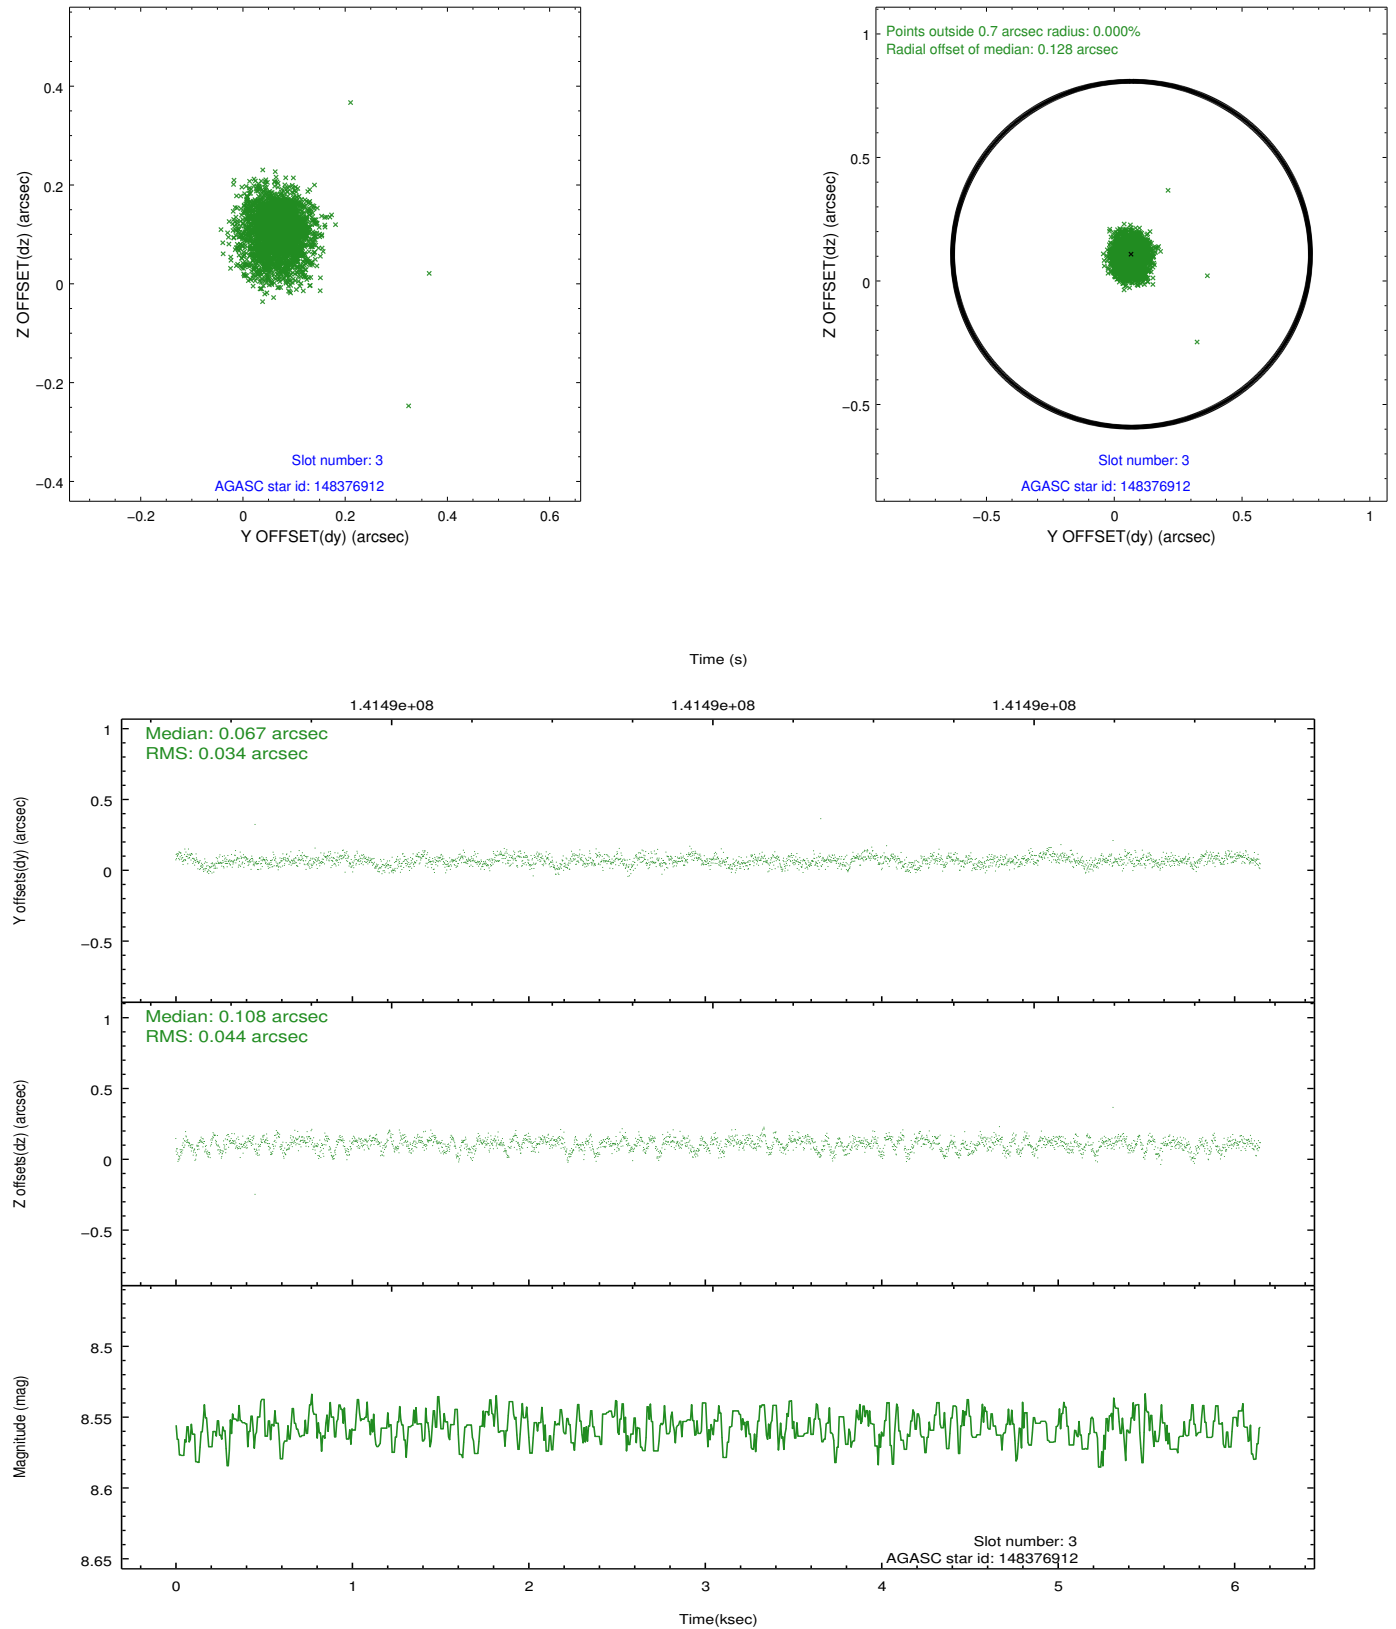 0.4
0.2
0
−0.2
−0.4
Z OFFSET(dz) (arcsec)
Slot number: 3
AGASC star id: 148376912
−0.2 0 0.2 0.4 0.6
Y OFFSET(dy) (arcsec)
Points outside 0.7 arcsec radius: 0.000%
Radial offset of median: 0.128 arcsec
1
0.5
0
−0.5
Z OFFSET(dz) (arcsec)
Slot number: 3
AGASC star id: 148376912
−0.5 0 0.5 1
Y OFFSET(dy) (arcsec)
Time (s)
1.4149e+08 1.4149e+08 1.4149e+08
Median: 0.067 arcsec
RMS: 0.034 arcsec
1
0.5
0
−0.5
Y offsets(dy) (arcsec)
Median: 0.108 arcsec
RMS: 0.044 arcsec
1
0.5
0
−0.5
Z offsets(dz) (arcsec)
8.5
8.55
8.6
8.65
Magnitude (mag)
Slot number: 3
AGASC star id: 148376912
0 1 2 3 4 5 6
Time(ksec)